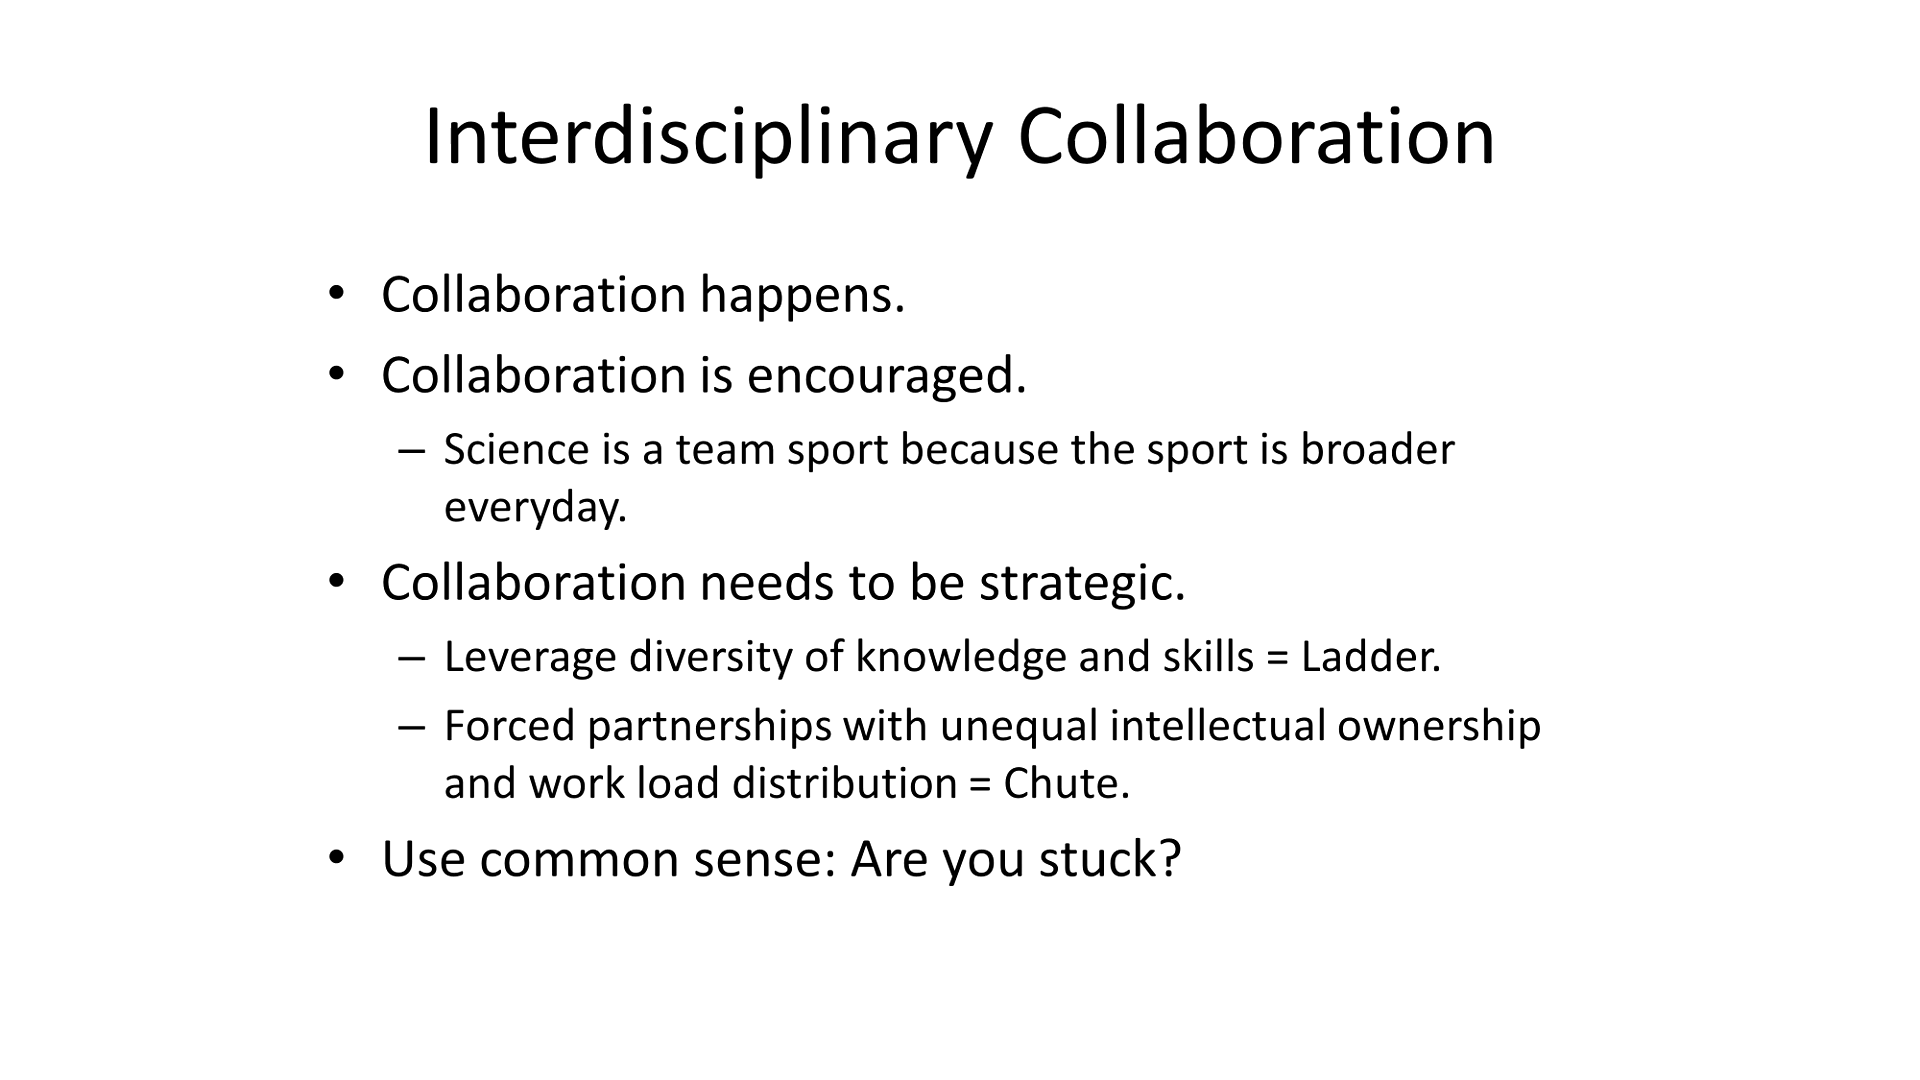 Interdisciplinary Collaboration
• Collaboration happens.
• Collaboration is encouraged.
– Science is a team sport because the sport is broader
everyday.
• Collaboration needs to be strategic.
– Leverage diversity of knowledge and skills = Ladder.
– Forced partnerships with unequal intellectual ownership
and work load distribution = Chute.
• Use common sense: Are you stuck?